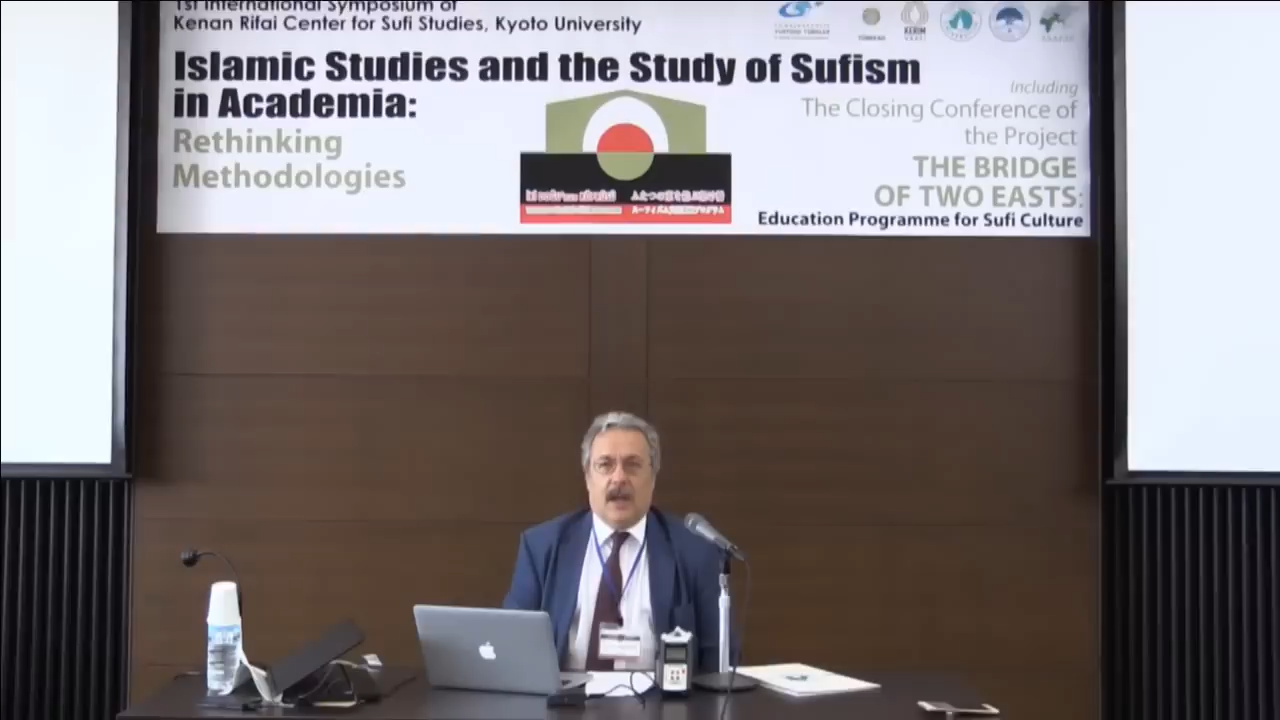 1st International Symposium of
Kenan Rifai Center for Sufi Studies, Kyoto University
Islamic Studies and the Study of Sufism
in Academia:
Rethinking
Methodologies
Including
The Closing Conference of
the Project
THE BRIDGE
OF TWO EASTS:
Education Programme for Sufi Culture
KERİM